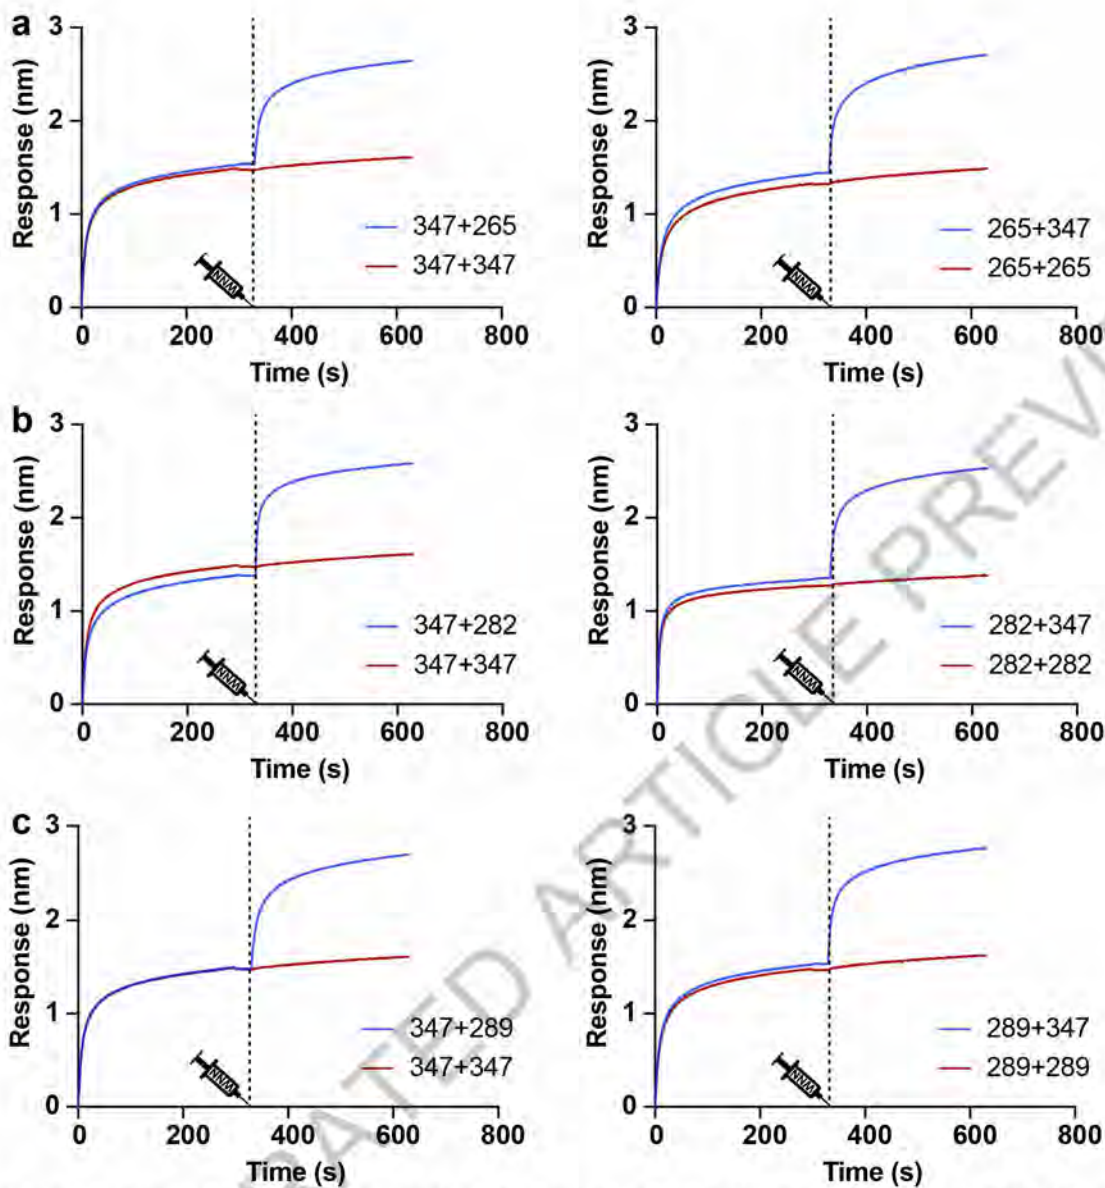 a
Response (nm)
3
2
1
0
347+265
347+347
0 200 400 600 800
Time (s)
Response (nm)
3
2
1
0
265+347
265+265
0 200 400 600 800
Time (s)
b
Response (nm)
3
2
1
0
347+282
347+347
0 200 400 600 800
Time (s)
Response (nm)
3
2
1
0
282+347
282+282
0 200 400 600 800
Time (s)
c
Response (nm)
3
2
1
0
347+289
347+347
0 200 400 600 800
Time (s)
Response (nm)
3
2
1
0
289+347
289+289
0 200 400 600 800
Time (s)
RATED ARTICLE PREVI